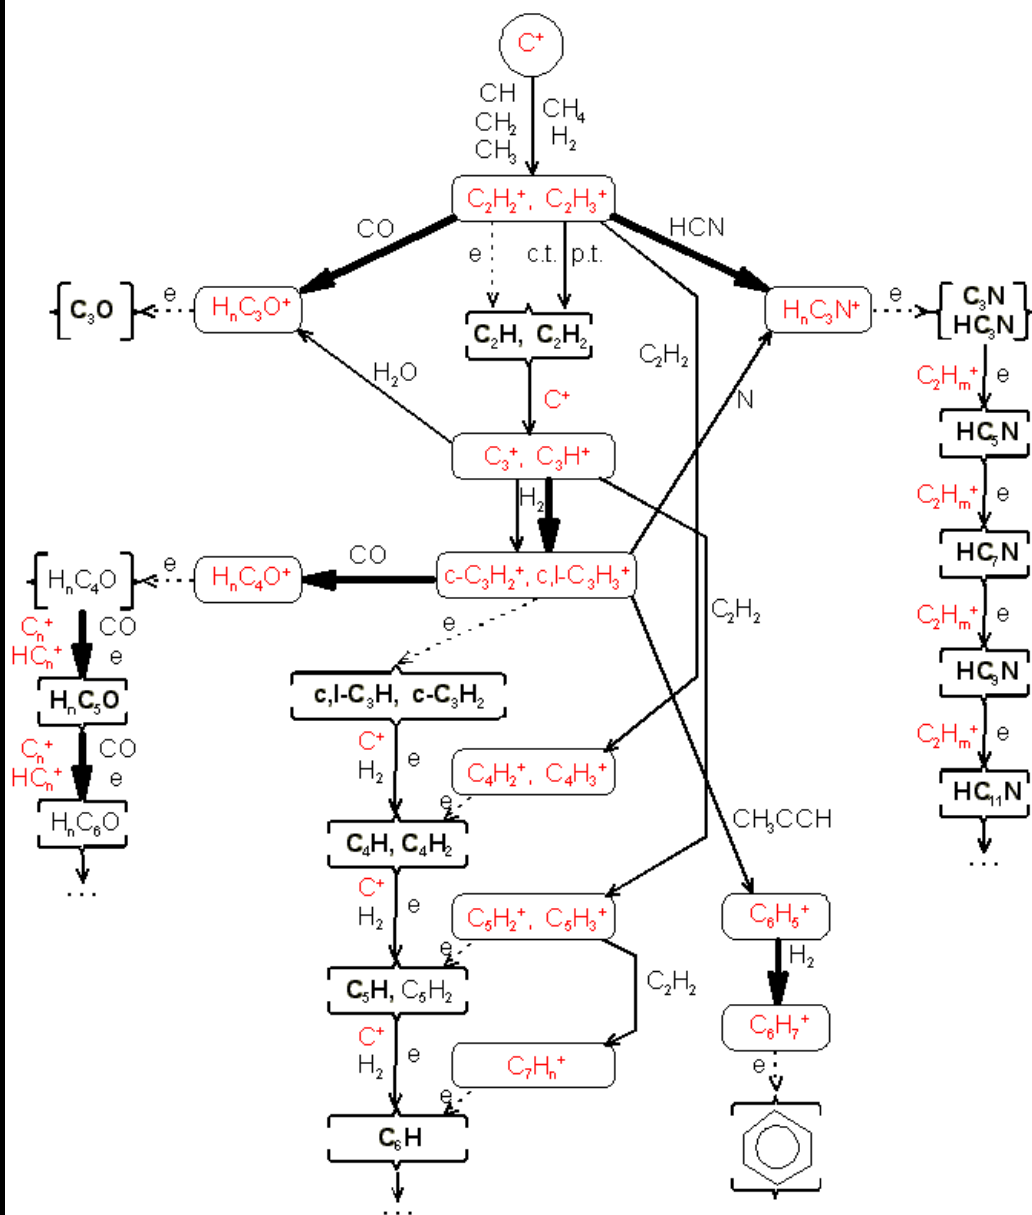 C⁺
CH
CH₄
CH₂
H₂
CH₃
C₂H₂⁺, C₂H₃⁺
CO
HCN
e
c.t.
p.t.
C₃O
e
HₙC₃O⁺
C₂H, C₂H₂
HₙC₃N⁺
e
C₃N
HC₃N
H₂O
C₂H₂
C₂Hₘ⁺
e
C⁺
N
HC₅N
C₃⁺, C₃H⁺
H₂
C₂Hₘ⁺
e
HC₇N
HₙC₄O
e
HₙC₄O⁺
CO
c-C₃H₂⁺, c,l-C₃H₃⁺
C₂H₂
C₂Hₘ⁺
e
Cₙ⁺
CO
HCₙ⁺
e
e
HC₉N
HₙC₅O
c,l-C₃H, c-C₃H₂
C₂Hₘ⁺
e
Cₙ⁺
CO
HCₙ⁺
e
C⁺
H₂
e
C₄H₂⁺, C₄H₃⁺
HC₁₁N
e
HₙC₆O
CH₃CCH
C₄H, C₄H₂
...
...
C⁺
H₂
e
C₅H₂⁺, C₅H₃⁺
C₆H₅⁺
e
H₂
C₅H, C₅H₂
C₂H₂
C⁺
H₂
e
C₆H₇⁺
C₇Hₙ⁺
e
e
C₆H
...